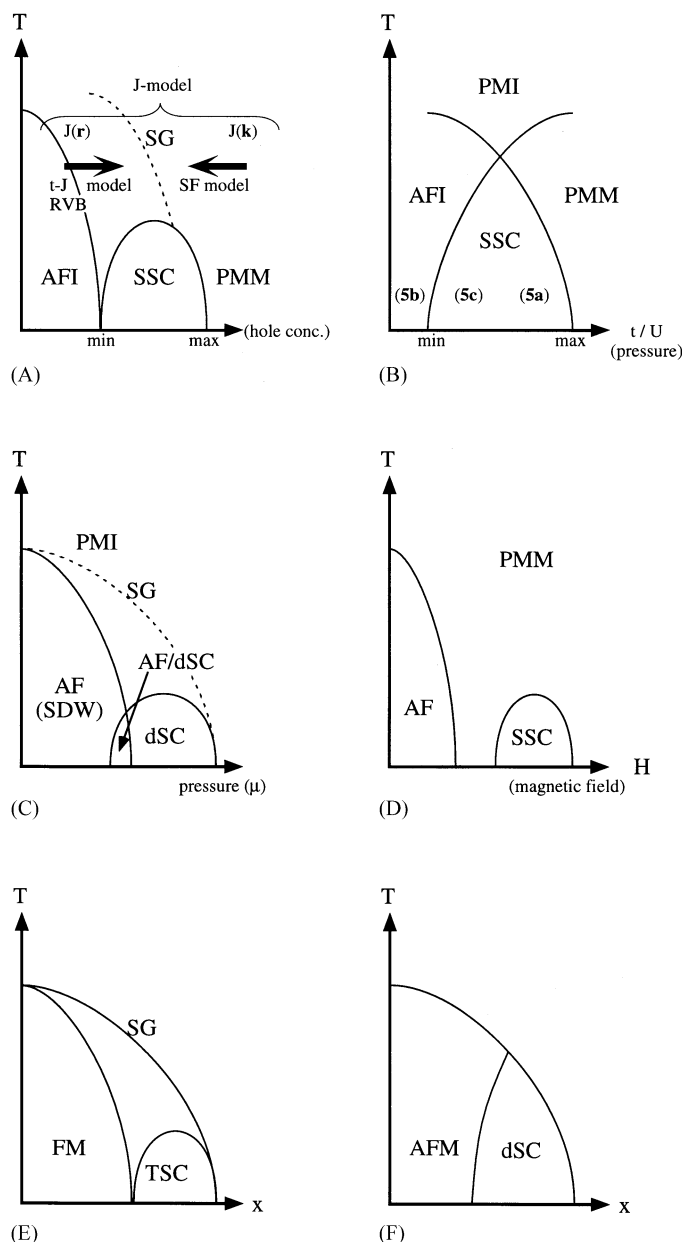 T
J-model
J(r)
SG
J(k)
t-J model
RVB
SF model
AFI
SSC
PMM
min
max
(hole conc.)
(A)
T
PMI
AFI
PMM
SSC
(5b)
(5c)
(5a)
min
max
t / U
(pressure)
(B)
T
PMI
SG
AF/dSC
AF
(SDW)
dSC
pressure (μ)
(C)
T
PMM
AF
SSC
H
(magnetic field)
(D)
T
SG
FM
TSC
x
(E)
T
AFM
dSC
x
(F)